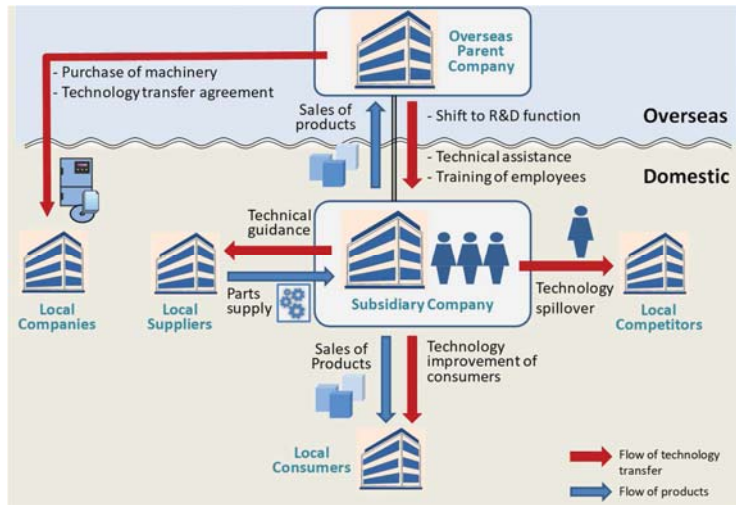 Overseas
Parent
Company
- Purchase of machinery
- Technology transfer agreement
Sales of
products
- Shift to R&D function
Overseas
- Technical assistance
- Training of employees
Domestic
Technical
guidance
Local
Companies
Local
Suppliers
Parts
supply
Subsidiary Company
Technology
spillover
Local
Competitors
Sales of
Products
Technology
improvement of
consumers
Local
Consumers
Flow of technology
transfer
Flow of products